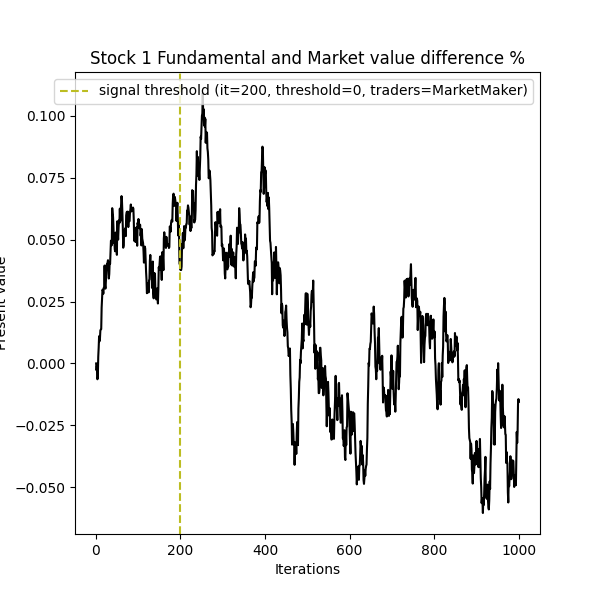 Stock 1 Fundamental and Market value difference %
signal threshold (it=200, threshold=0, traders=MarketMaker)
0.100
0.075
0.050
0.025
0.000
−0.025
−0.050
Present value
0 200 400 600 800 1000
Iterations